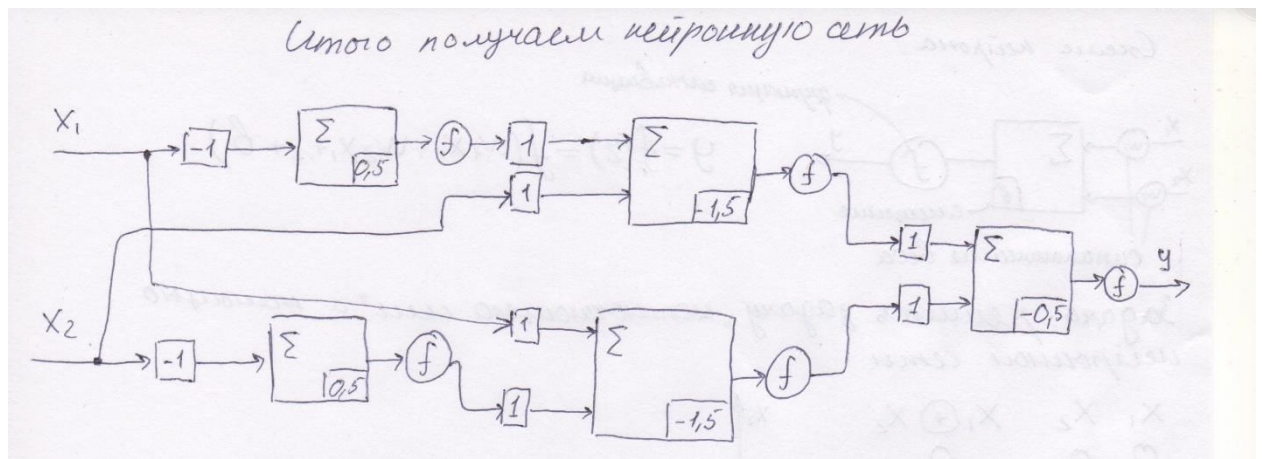 Итого получаем нейронную сеть
X₁ -1 Σ 0,5 f 1 Σ -1,5 f
1
1 Σ -0,5 f y
1
X₂ -1 Σ 0,5 f 1 Σ -1,5 f
1